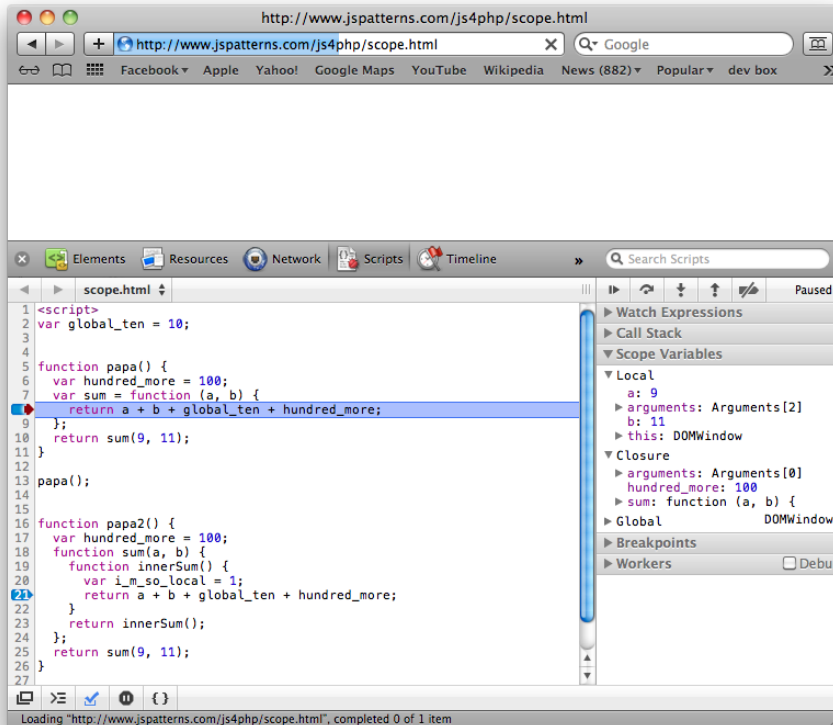 http://www.jspatterns.com/js4php/scope.html
http://www.jspatterns.com/js4php/scope.html
Google
Facebook Apple Yahoo! Google Maps YouTube Wikipedia News (882) Popular dev box »
Elements Resources Network Scripts Timeline » Search Scripts
scope.html Paused
1 <script>
2 var global_ten = 10;
3
4
5 function papa() {
6 var hundred_more = 100;
7 var sum = function (a, b) {
return a + b + global_ten + hundred_more;
9 };
10 return sum(9, 11);
11 }
12
13 papa();
14
15
16 function papa2() {
17 var hundred_more = 100;
18 function sum(a, b) {
19 function innerSum() {
20 var i_m_so_local = 1;
21 return a + b + global_ten + hundred_more;
22 }
23 return innerSum();
24 };
25 return sum(9, 11);
26 }
27
Watch Expressions
Call Stack
Scope Variables
Local
a: 9
arguments: Arguments[2]
b: 11
this: DOMWindow
Closure
arguments: Arguments[0]
hundred_more: 100
sum: function (a, b) {
Global DOMWindow
Breakpoints
Workers Debu
{}
Loading "http://www.jspatterns.com/js4php/scope.html", completed 0 of 1 item